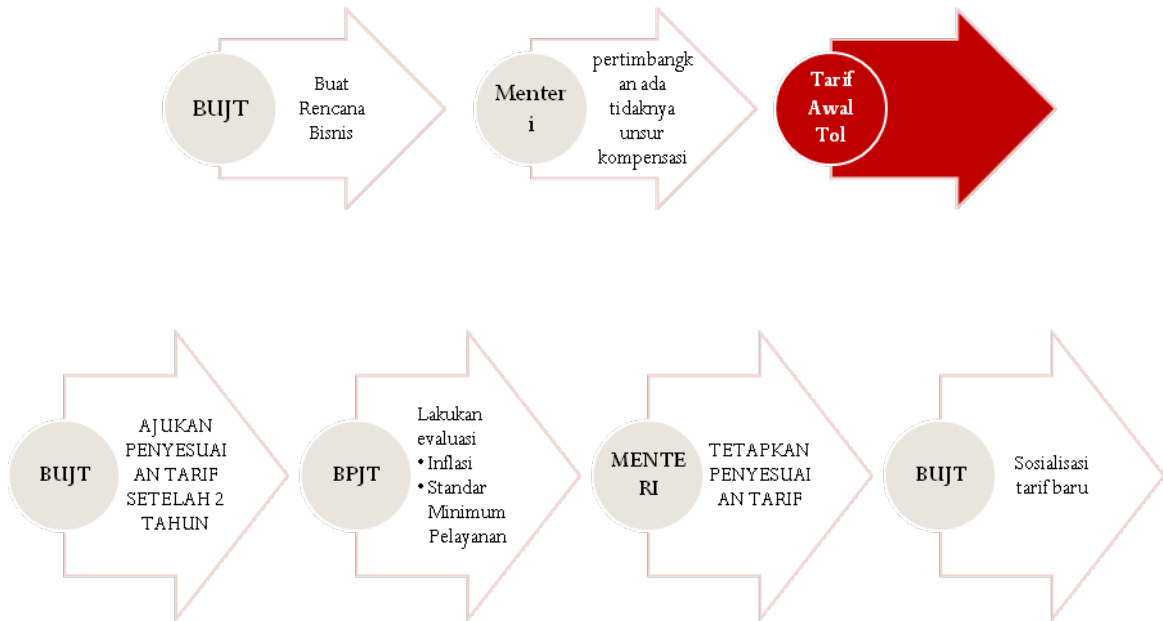 BUJT
Buat
Rencana
Bisnis
Menter
i
pertimbangk
an ada
tidaknya
unsur
kompensasi
Tarif
Awal
Tol
BUJT
AJUKAN
PENYESUAI
AN TARIF
SETELAH 2
TAHUN
BPJT
Lakukan
evaluasi
• Inflasi
• Standar
Minimum
Pelayanan
MENTE
RI
TETAPKAN
PENYESUAI
AN TARIF
BUJT
Sosialisasi
tarif baru